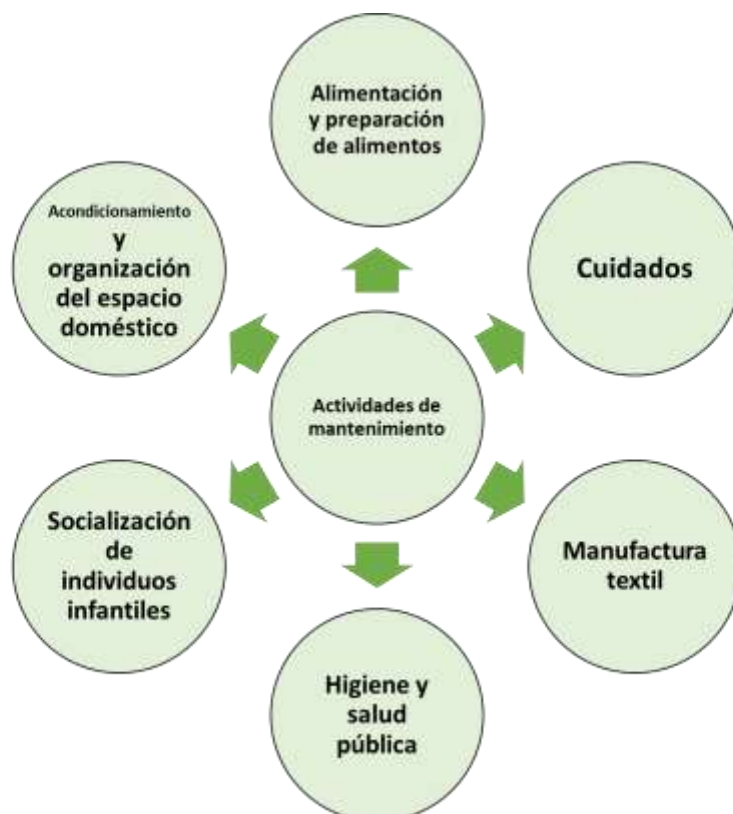 Alimentación
y preparación
de alimentos
Cuidados
Manufactura
textil
Higiene y
salud
pública
Socialización
de
individuos
infantiles
Acondicionamiento
y
organización
del espacio
doméstico
Actividades de
mantenimiento